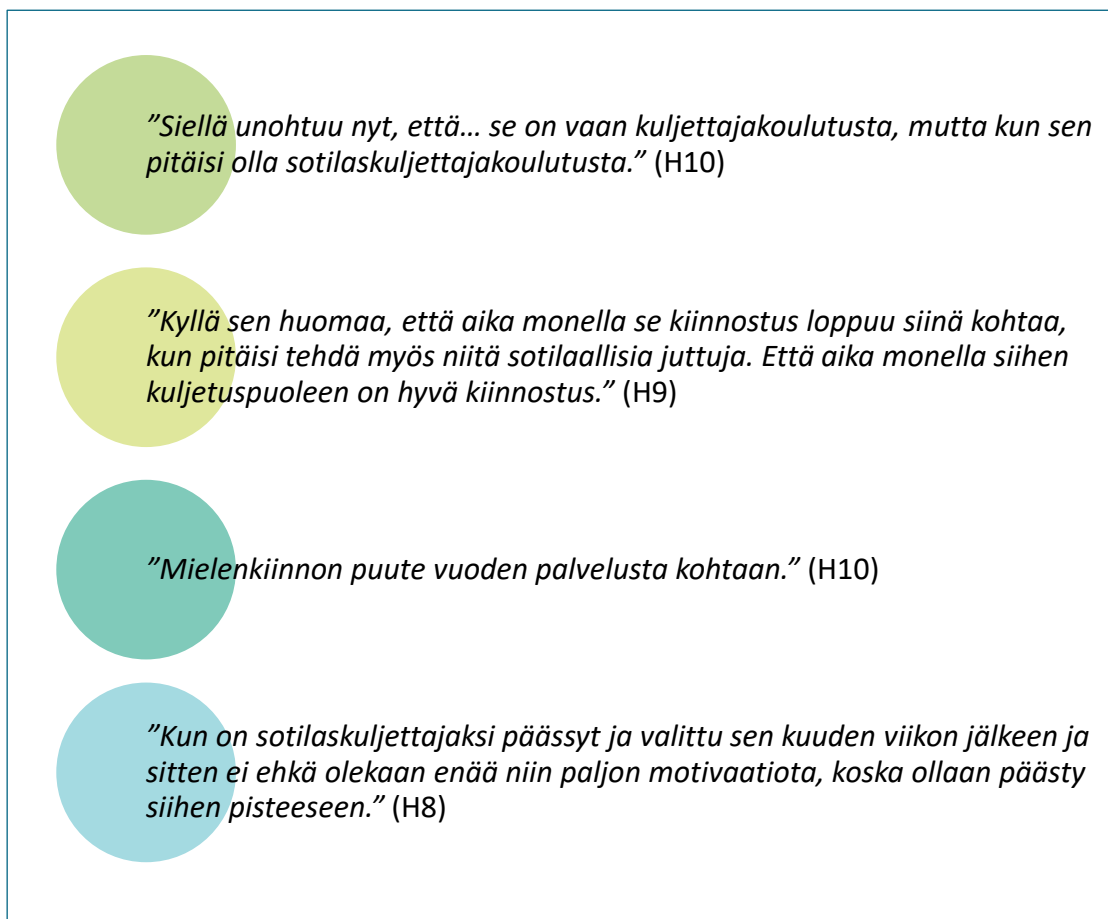 ”Siellä unohtuu nyt, että… se on vaan kuljettajakoulutusta, mutta kun sen
pitäisi olla sotilaskuljettajakoulutusta.” (H10)
”Kyllä sen huomaa, että aika monella se kiinnostus loppuu siinä kohtaa,
kun pitäisi tehdä myös niitä sotilaallisia juttuja. Että aika monella siihen
kuljetuspuoleen on hyvä kiinnostus.” (H9)
”Mielenkiinnon puute vuoden palvelusta kohtaan.” (H10)
”Kun on sotilaskuljettajaksi päässyt ja valittu sen kuuden viikon jälkeen ja
sitten ei ehkä olekaan enää niin paljon motivaatiota, koska ollaan päästy
siihen pisteeseen.” (H8)